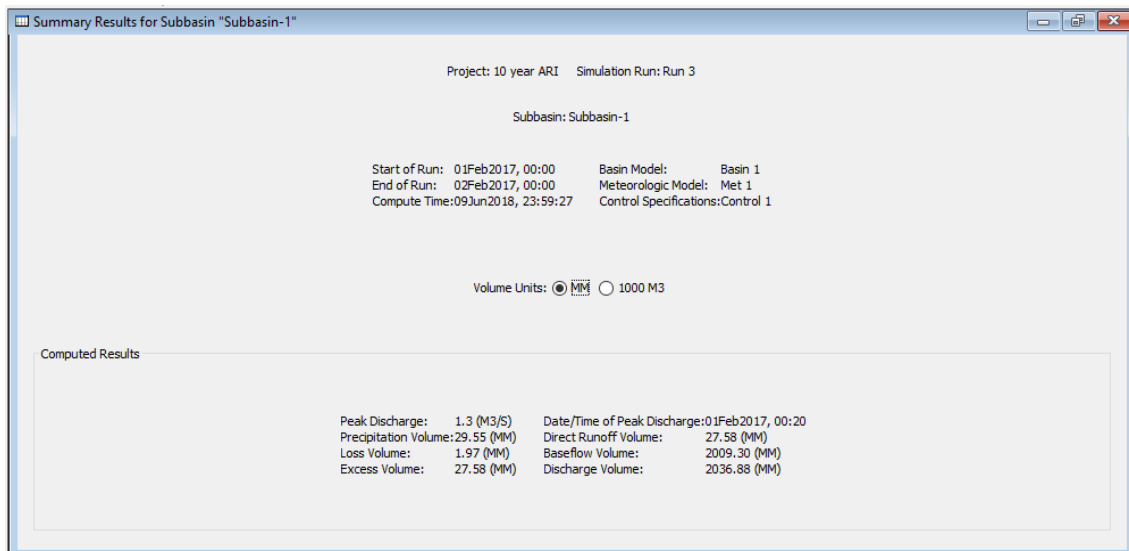 Summary Results for Subbasin "Subbasin-1"
Project: 10 year ARI Simulation Run: Run 3
Subbasin: Subbasin-1
Start of Run: 01Feb2017, 00:00 Basin Model: Basin 1
End of Run: 02Feb2017, 00:00 Meteorologic Model: Met 1
Compute Time:09Jun2018, 23:59:27 Control Specifications:Control 1
Volume Units: MM 1000 M3
Computed Results
Peak Discharge: 1.3 (M3/S) Date/Time of Peak Discharge:01Feb2017, 00:20
Precipitation Volume:29.55 (MM) Direct Runoff Volume: 27.58 (MM)
Loss Volume: 1.97 (MM) Baseflow Volume: 2009.30 (MM)
Excess Volume: 27.58 (MM) Discharge Volume: 2036.88 (MM)